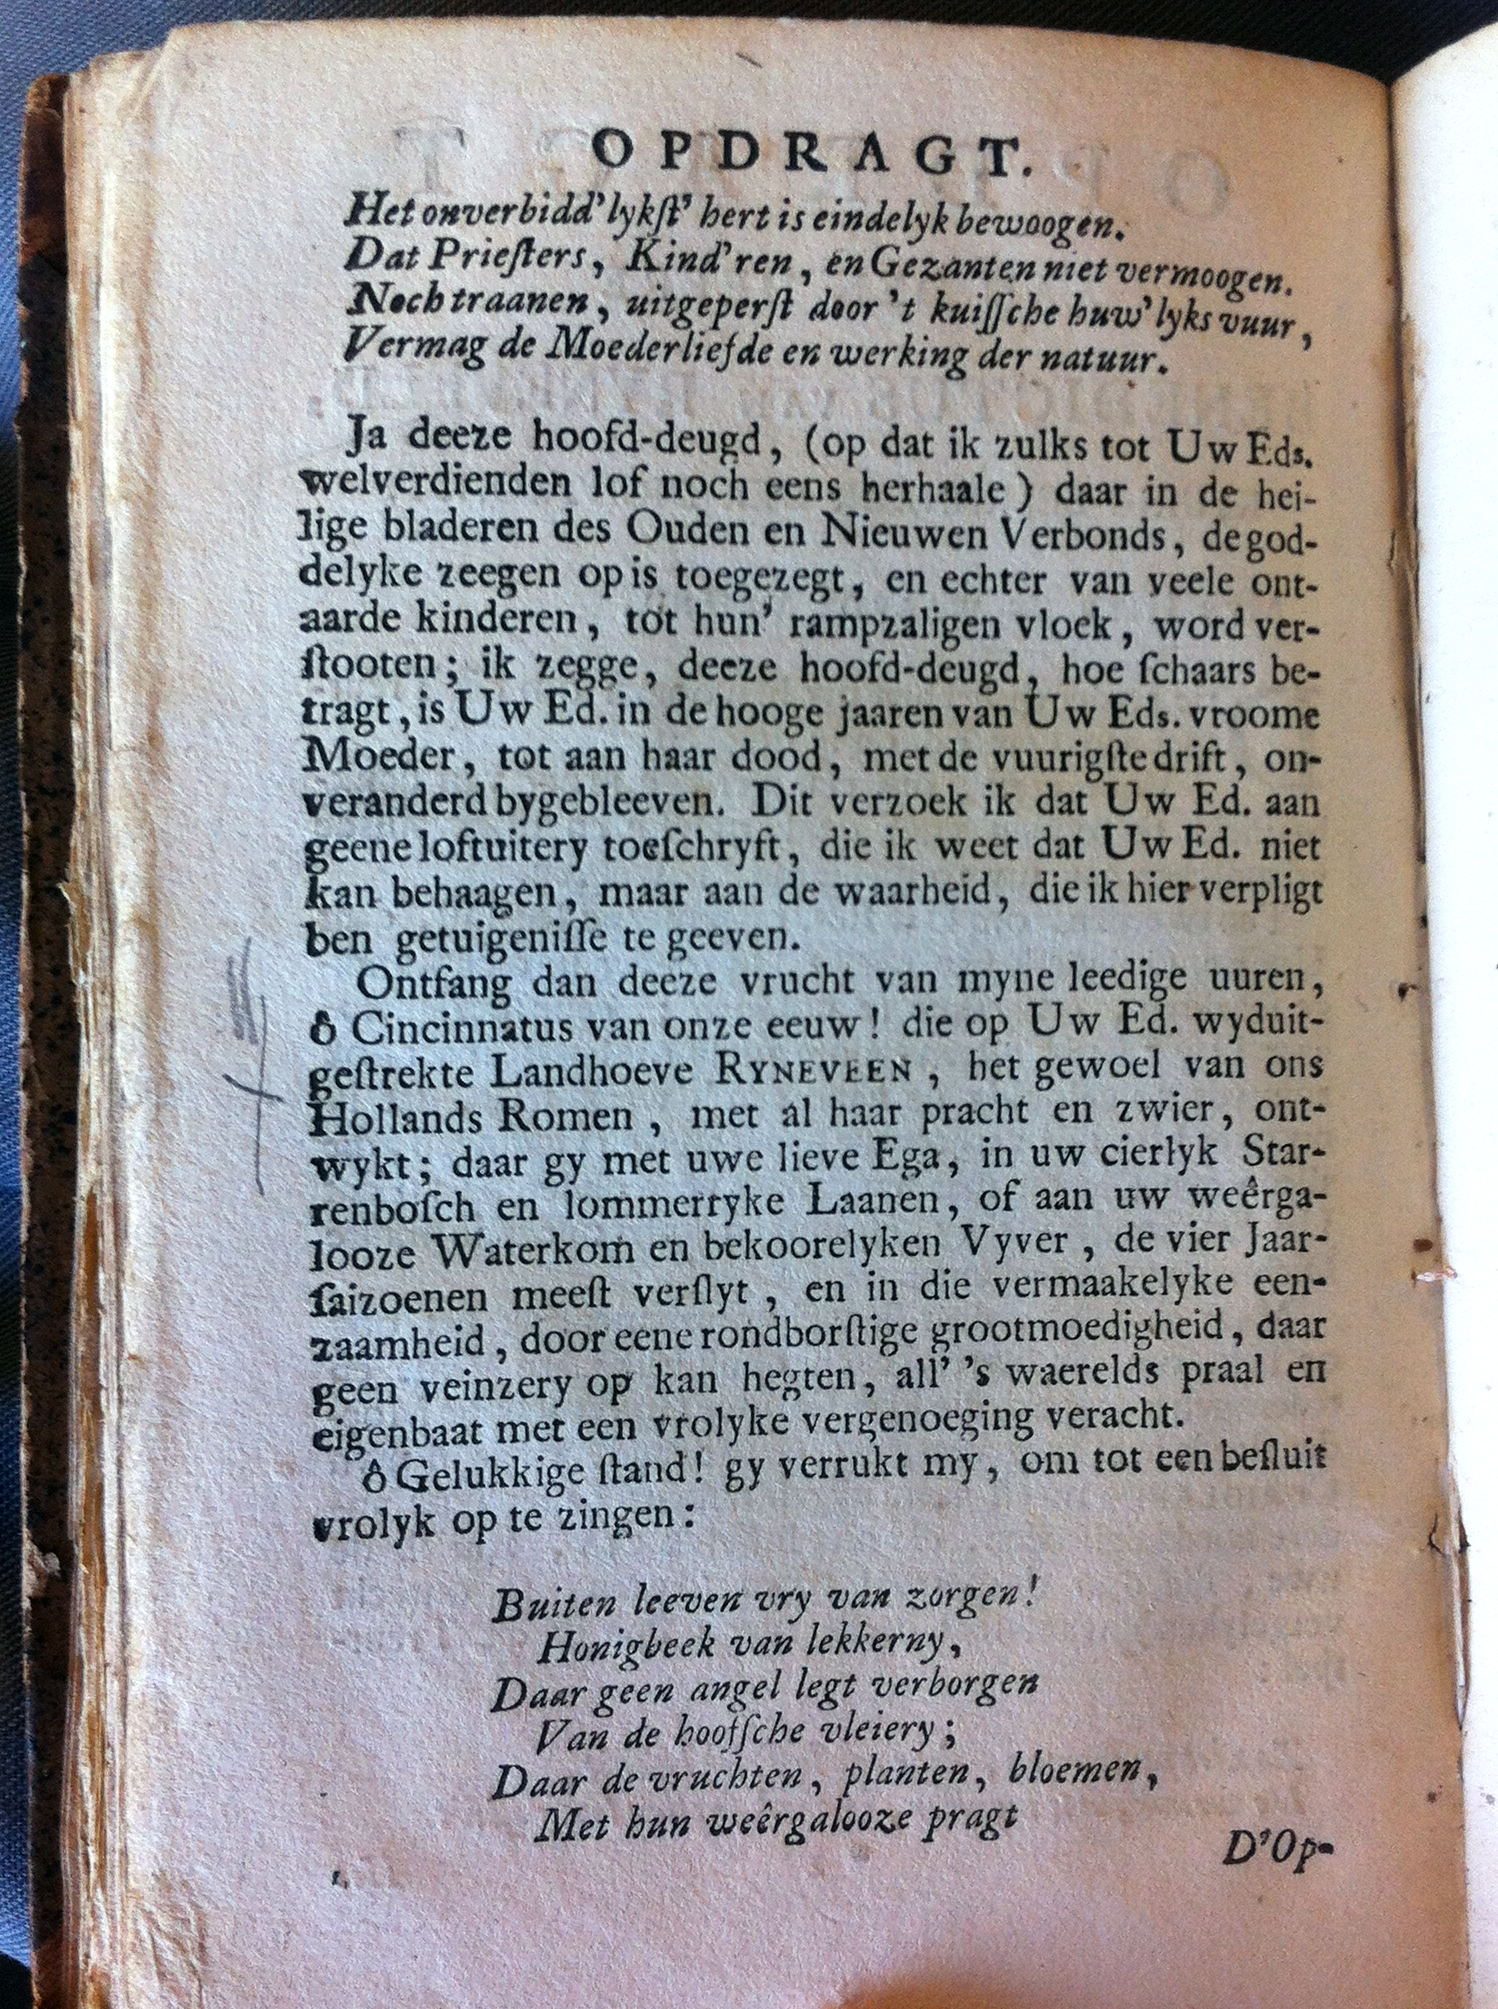 OPDRAGT.
Het onverbidd'lykſt' hert is eindelyk bewoogen.
Dat Prieſters, Kind'ren, en Gezanten niet vermoogen.
Noch traanen, uitgeperſt door 't kuiſſche huw'lyks vuur,
Vermag de Moederliefde en werking der natuur.
Ja deeze hoofd-deugd, (op dat ik zulks tot Uw Eds.
welverdienden lof noch eens herhaale) daar in de hei-
lige bladeren des Ouden en Nieuwen Verbonds, de god-
delyke zeegen op is toegezegt, en echter van veele ont-
aarde kinderen, tot hun' rampzaligen vloek, word ver-
ſtooten; ik zegge, deeze hoofd-deugd, hoe ſchaars be-
tragt, is Uw Ed. in de hooge jaaren van Uw Eds. vroome
Moeder, tot aan haar dood, met de vuurigſte drift, on-
veranderd bygebleeven. Dit verzoek ik dat Uw Ed. aan
geene loftuitery toeſchryft, die ik weet dat Uw Ed. niet
kan behaagen, maar aan de waarheid, die ik hier verpligt
ben getuigeniſſe te geeven.
Ontfang dan deeze vrucht van myne leedige uuren,
ô Cincinnatus van onze eeuw! die op Uw Ed. wyduit-
geſtrekte Landhoeve RYNEVEEN, het gewoel van ons
Hollands Romen, met al haar pracht en zwier, ont-
wykt; daar gy met uwe lieve Ega, in uw cierlyk Star-
renboſch en lommerryke Laanen, of aan uw weêrga-
looze Waterkom en bekoorelyken Vyver, de vier Jaar-
ſaizoenen meeſt verſlyt, en in die vermaakelyke een-
zaamheid, door eene rondborſtige grootmoedigheid, daar
geen veinzery op kan hegten, all' 's waerelds praal en
eigenbaat met een vrolyke vergenoeging veracht.
ô Gelukkige ſtand! gy verrukt my, om tot een beſluit
vrolyk op te zingen:
Buiten leeven vry van zorgen!
Honigbeek van lekkerny,
Daar geen angel legt verborgen
Van de hoofſche vleiery;
Daar de vruchten, planten, bloemen,
Met hun weêrgalooze pragt
D'Op-